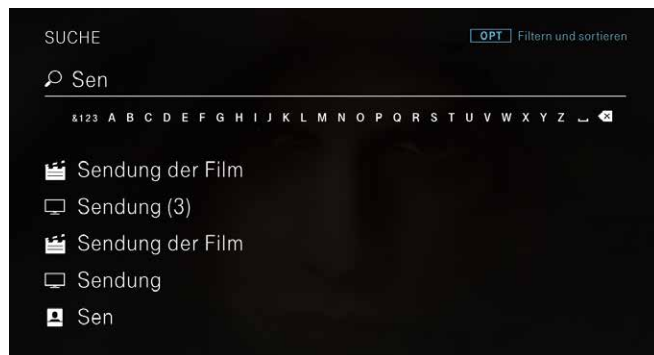 SUCHE
OPT Filtern und sortieren
Sen
&123 A B C D E F G H I J K L M N O P Q R S T U V W X Y Z
Sendung der Film
Sendung (3)
Sendung der Film
Sendung
Sen